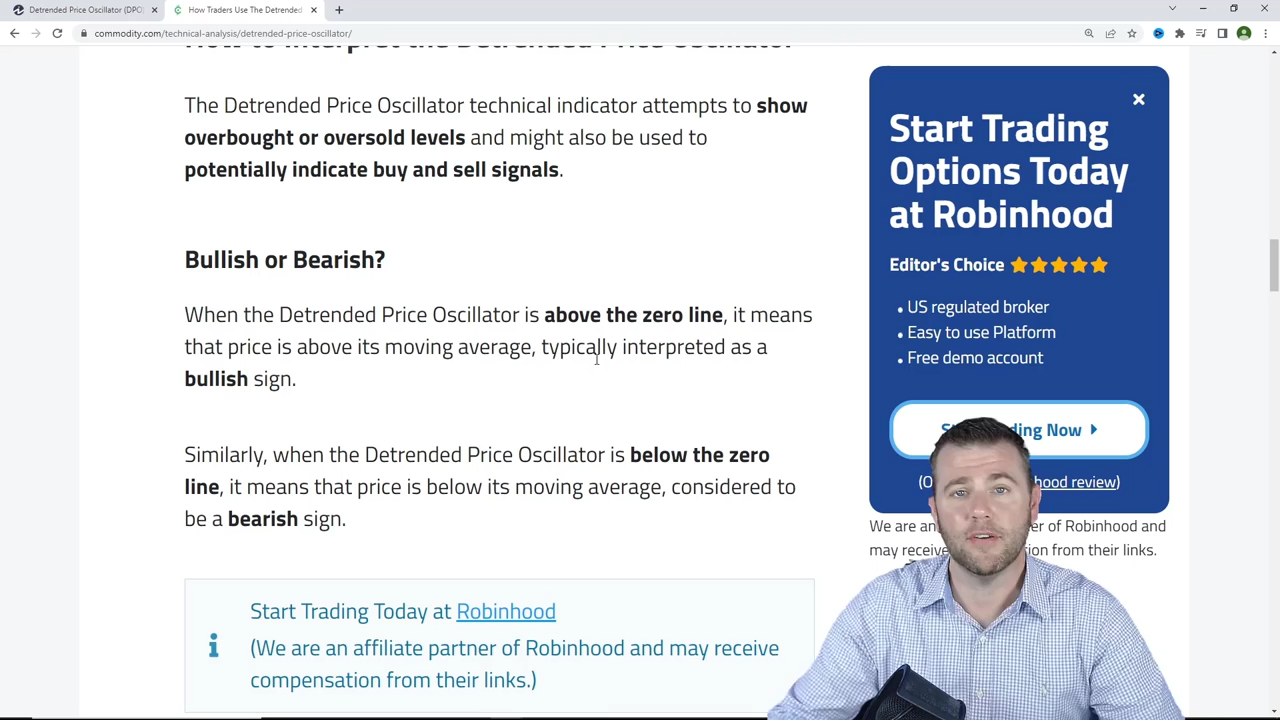 Detrended Price Oscillator (DPO)
How Traders Use The Detrended
commodity.com/technical-analysis/detrended-price-oscillator/
How to Interpret the Detrended Price Oscillator
The Detrended Price Oscillator technical indicator attempts to show
overbought or oversold levels and might also be used to
potentially indicate buy and sell signals.
Bullish or Bearish?
When the Detrended Price Oscillator is above the zero line, it means
that price is above its moving average, typically interpreted as a
bullish sign.
Similarly, when the Detrended Price Oscillator is below the zero
line, it means that price is below its moving average, considered to
be a bearish sign.
Start Trading Today at Robinhood
(We are an affiliate partner of Robinhood and may receive
compensation from their links.)
Start Trading
Options Today
at Robinhood
Editor's Choice
• US regulated broker
• Easy to use Platform
• Free demo account
Now
review)
We are an of Robinhood and
may from their links.